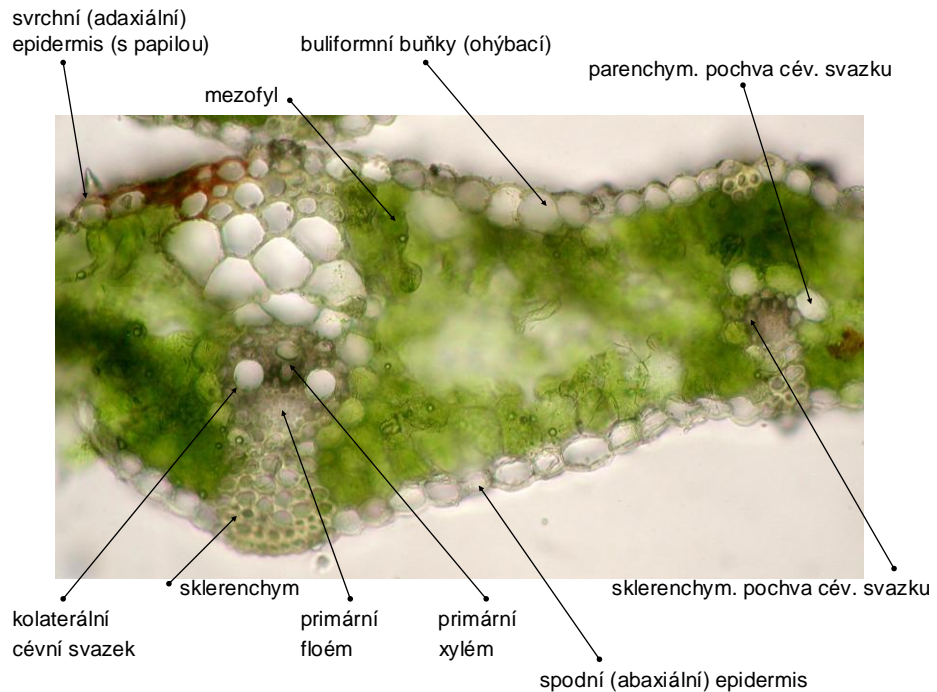 svrchní (adaxiální)
epidermis (s papilou)
buliformní buňky (ohýbací)
parenchym. pochva cév. svazku
mezofyl
sklerenchym
sklerenchym. pochva cév. svazku
kolaterální
cévní svazek
primární
floém
primární
xylém
spodní (abaxiální) epidermis